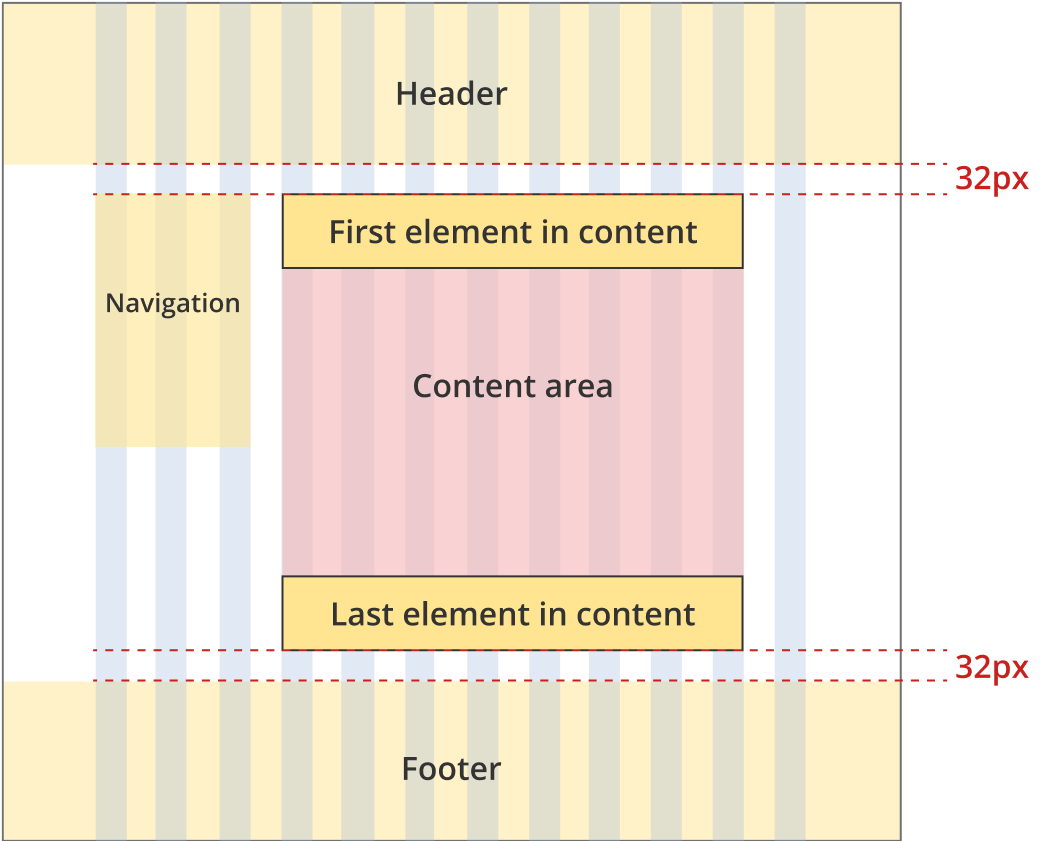 Header
32px
First element in content
Navigation
Content area
Last element in content
32px
Footer